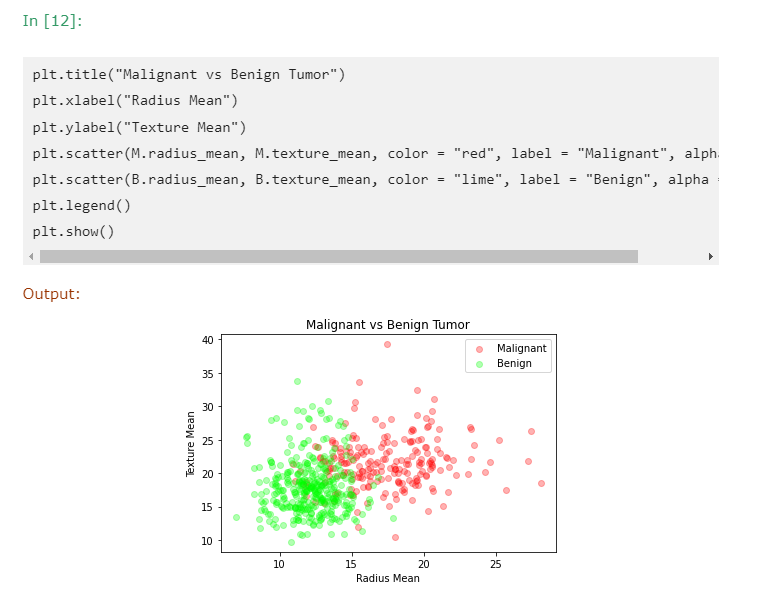 In [12]:
plt.title("Malignant vs Benign Tumor")
plt.xlabel("Radius Mean")
plt.ylabel("Texture Mean")
plt.scatter(M.radius_mean, M.texture_mean, color = "red", label = "Malignant", alph
plt.scatter(B.radius_mean, B.texture_mean, color = "lime", label = "Benign", alpha =
plt.legend()
plt.show()
Output:
Malignant vs Benign Tumor
Malignant
Benign
Texture Mean
40
35
30
25
20
15
10
10 15 20 25
Radius Mean